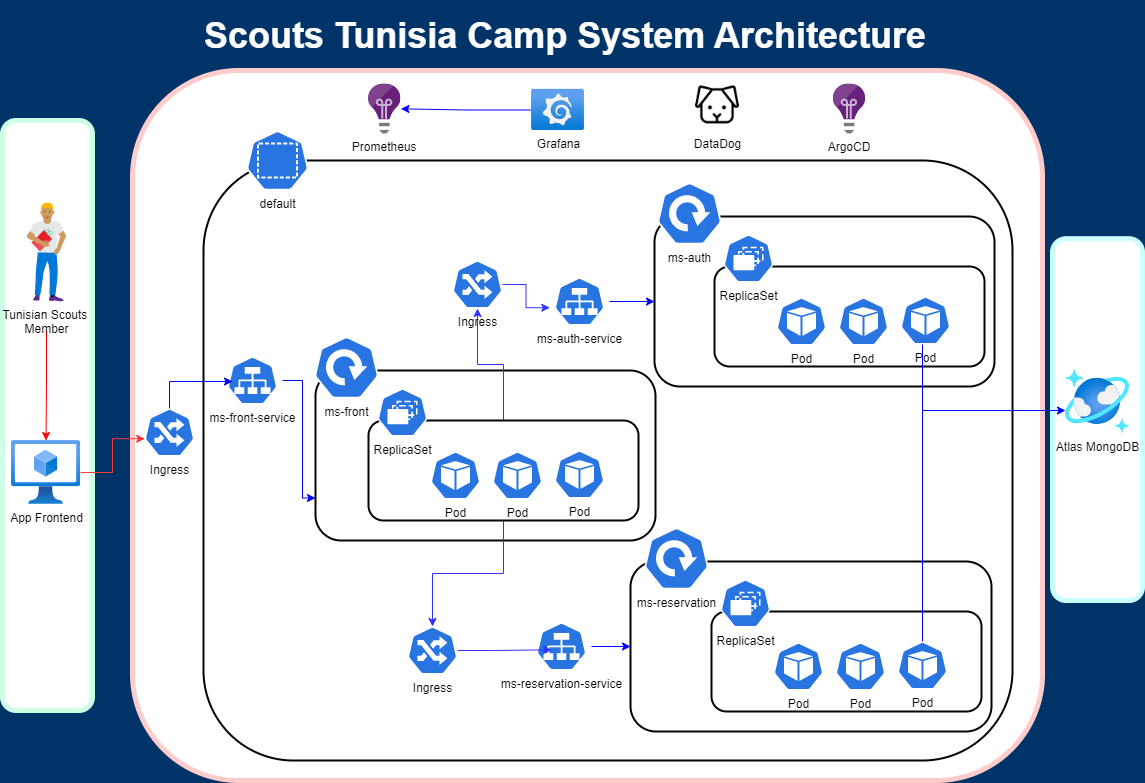 Scouts Tunisia Camp System Architecture
Prometheus
Grafana
DataDog
ArgoCD
default
ms-auth
ReplicaSet
Pod
Pod
Pod
Ingress
ms-auth-service
Tunisian Scouts
Member
App Frontend
Ingress
ms-front-service
ms-front
ReplicaSet
Pod
Pod
Pod
Atlas MongoDB
Ingress
ms-reservation-service
ms-reservation
ReplicaSet
Pod
Pod
Pod